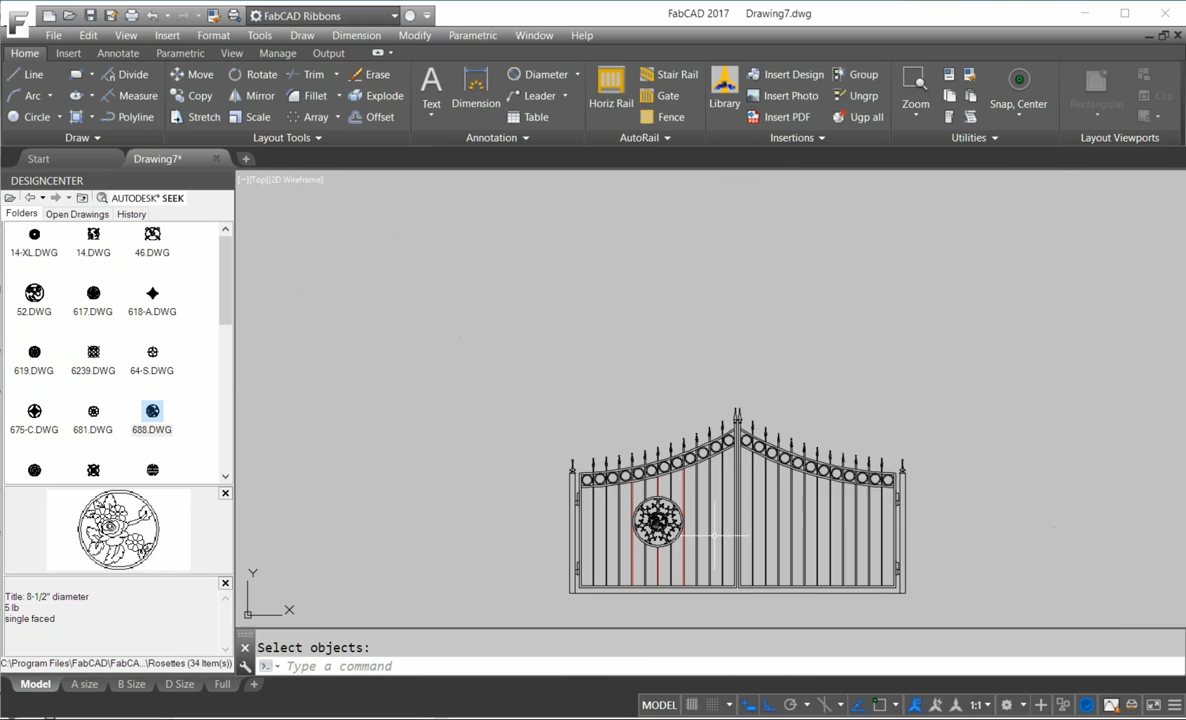 F
FabCAD Ribbons
FabCAD 2017 Drawing7.dwg
File Edit View Insert Format Tools Draw Dimension Modify Parametric Window Help
Home Insert Annotate Parametric View Manage Output
Line Divide Move Rotate Trim Erase Diameter Stair Rail Insert Design Group
Arc Measure Copy Mirror Fillet Explode Text Dimension Leader Horiz Rail Gate Library Insert Photo Ungrp Zoom Snap, Center Rectangular Clip
Circle Polyline Stretch Scale Array Offset Table Fence Insert PDF Ugp all
Draw Layout Tools Annotation AutoRail Insertions Utilities Layout Viewports
Start Drawing7*
DESIGNCENTER
[−][Top][2D Wireframe]
AUTODESK® SEEK
Folders Open Drawings History
14-XL.DWG 14.DWG 46.DWG
52.DWG 617.DWG 618-A.DWG
619.DWG 6239.DWG 64-S.DWG
675-C.DWG 681.DWG 688.DWG
Y
X
Title: 8-1/2" diameter
5 lb
single faced
Select objects:
C:\Program Files\FabCAD\FabCA...\Rosettes (34 Item(s))
Type a command
Model A size B Size D Size Full
MODEL 1:1